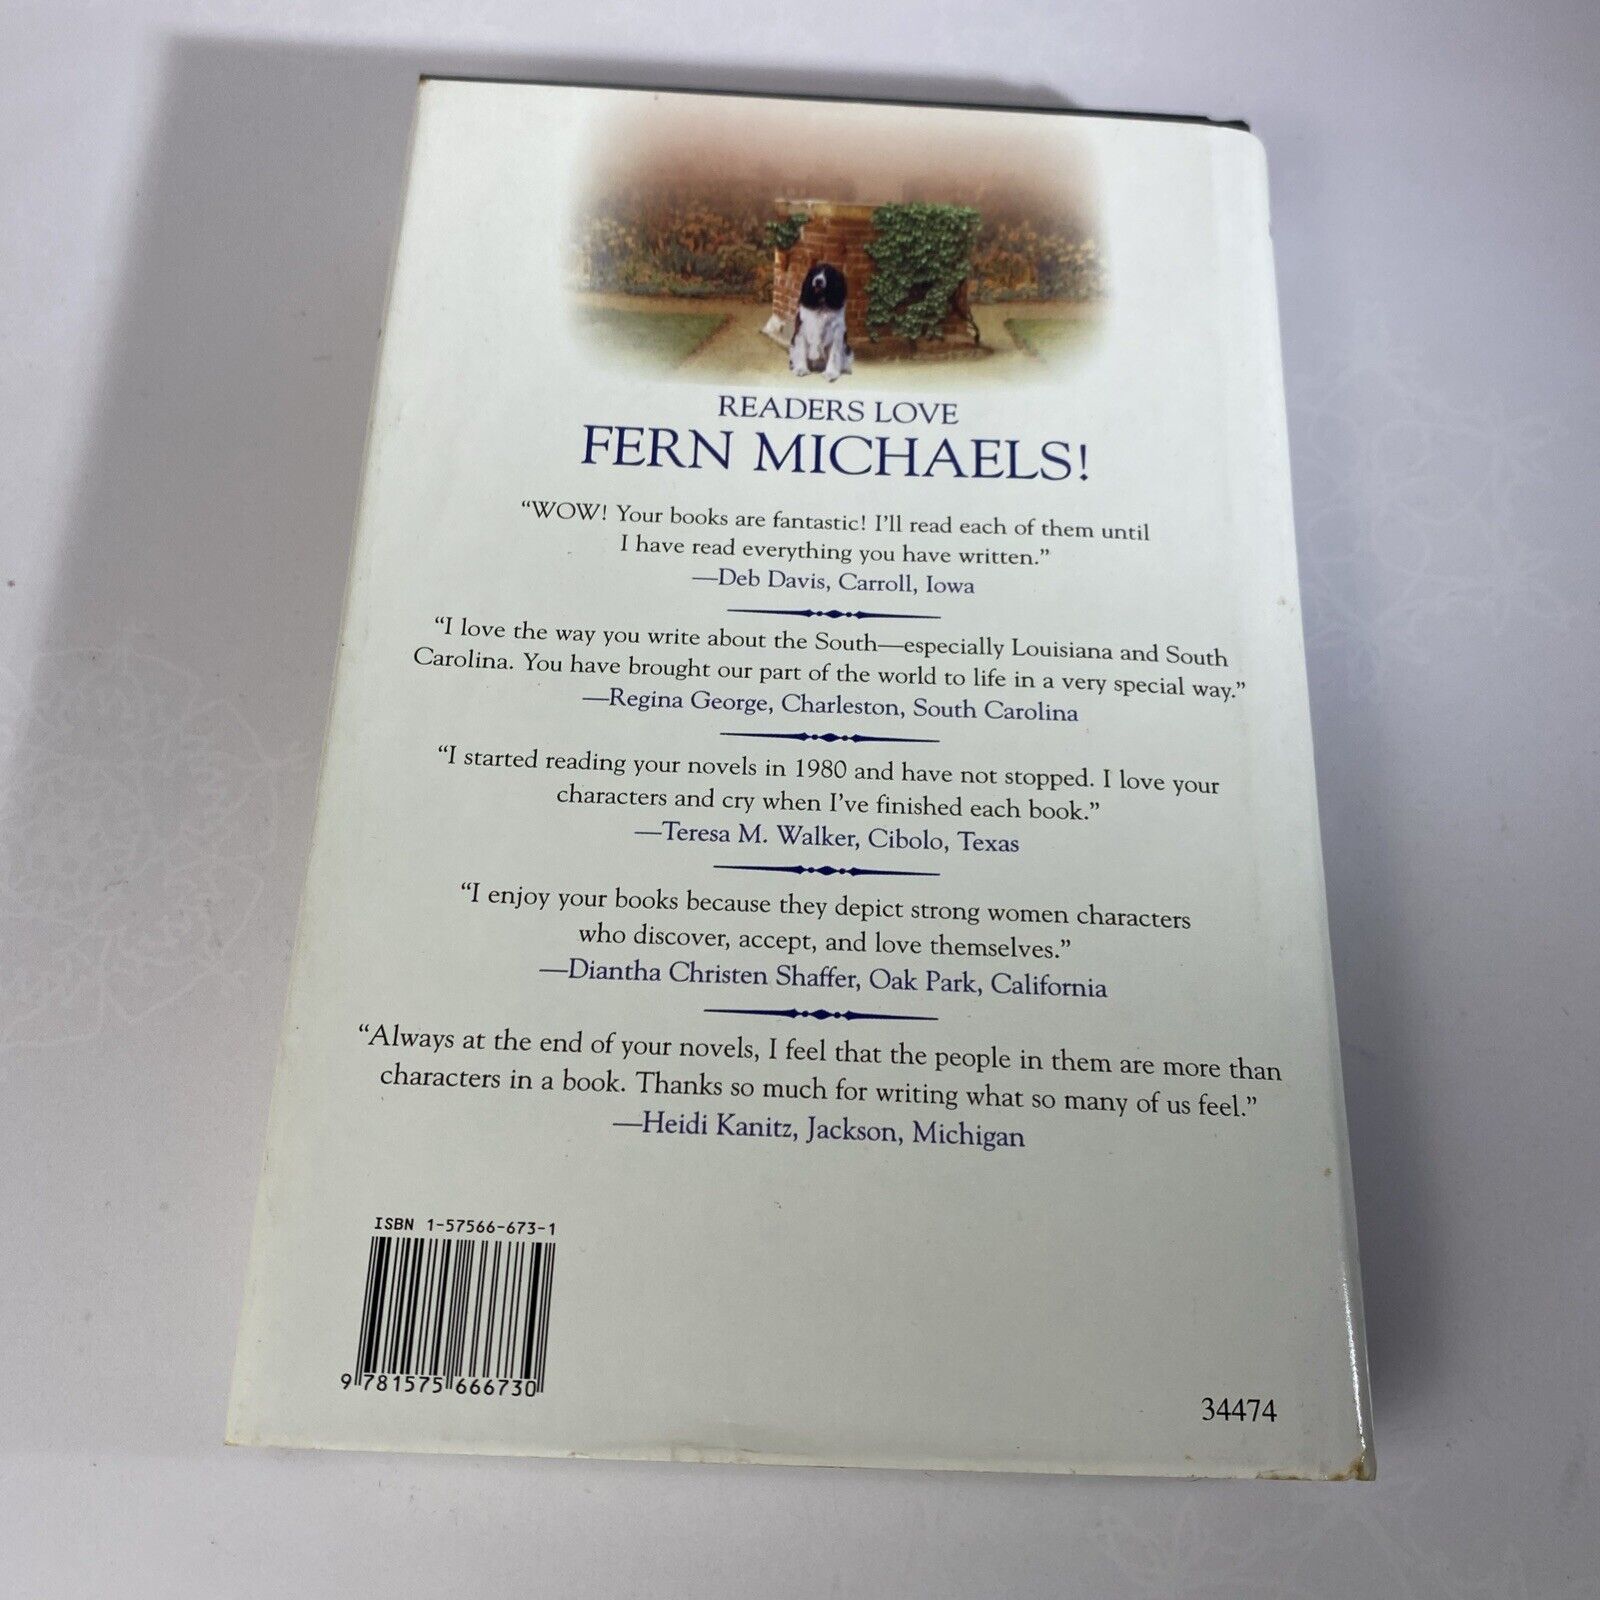 READERS LOVE
FERN MICHAELS!
“WOW! Your books are fantastic! I’ll read each of them until
I have read everything you have written.”
—Deb Davis, Carroll, Iowa
“I love the way you write about the South—especially Louisiana and South
Carolina. You have brought our part of the world to life in a very special way.”
—Regina George, Charleston, South Carolina
“I started reading your novels in 1980 and have not stopped. I love your
characters and cry when I’ve finished each book.”
—Teresa M. Walker, Cibolo, Texas
“I enjoy your books because they depict strong women characters
who discover, accept, and love themselves.”
—Diantha Christen Shaffer, Oak Park, California
“Always at the end of your novels, I feel that the people in them are more than
characters in a book. Thanks so much for writing what so many of us feel.”
—Heidi Kanitz, Jackson, Michigan
ISBN 1-57566-673-1
9 781575 666730
34474